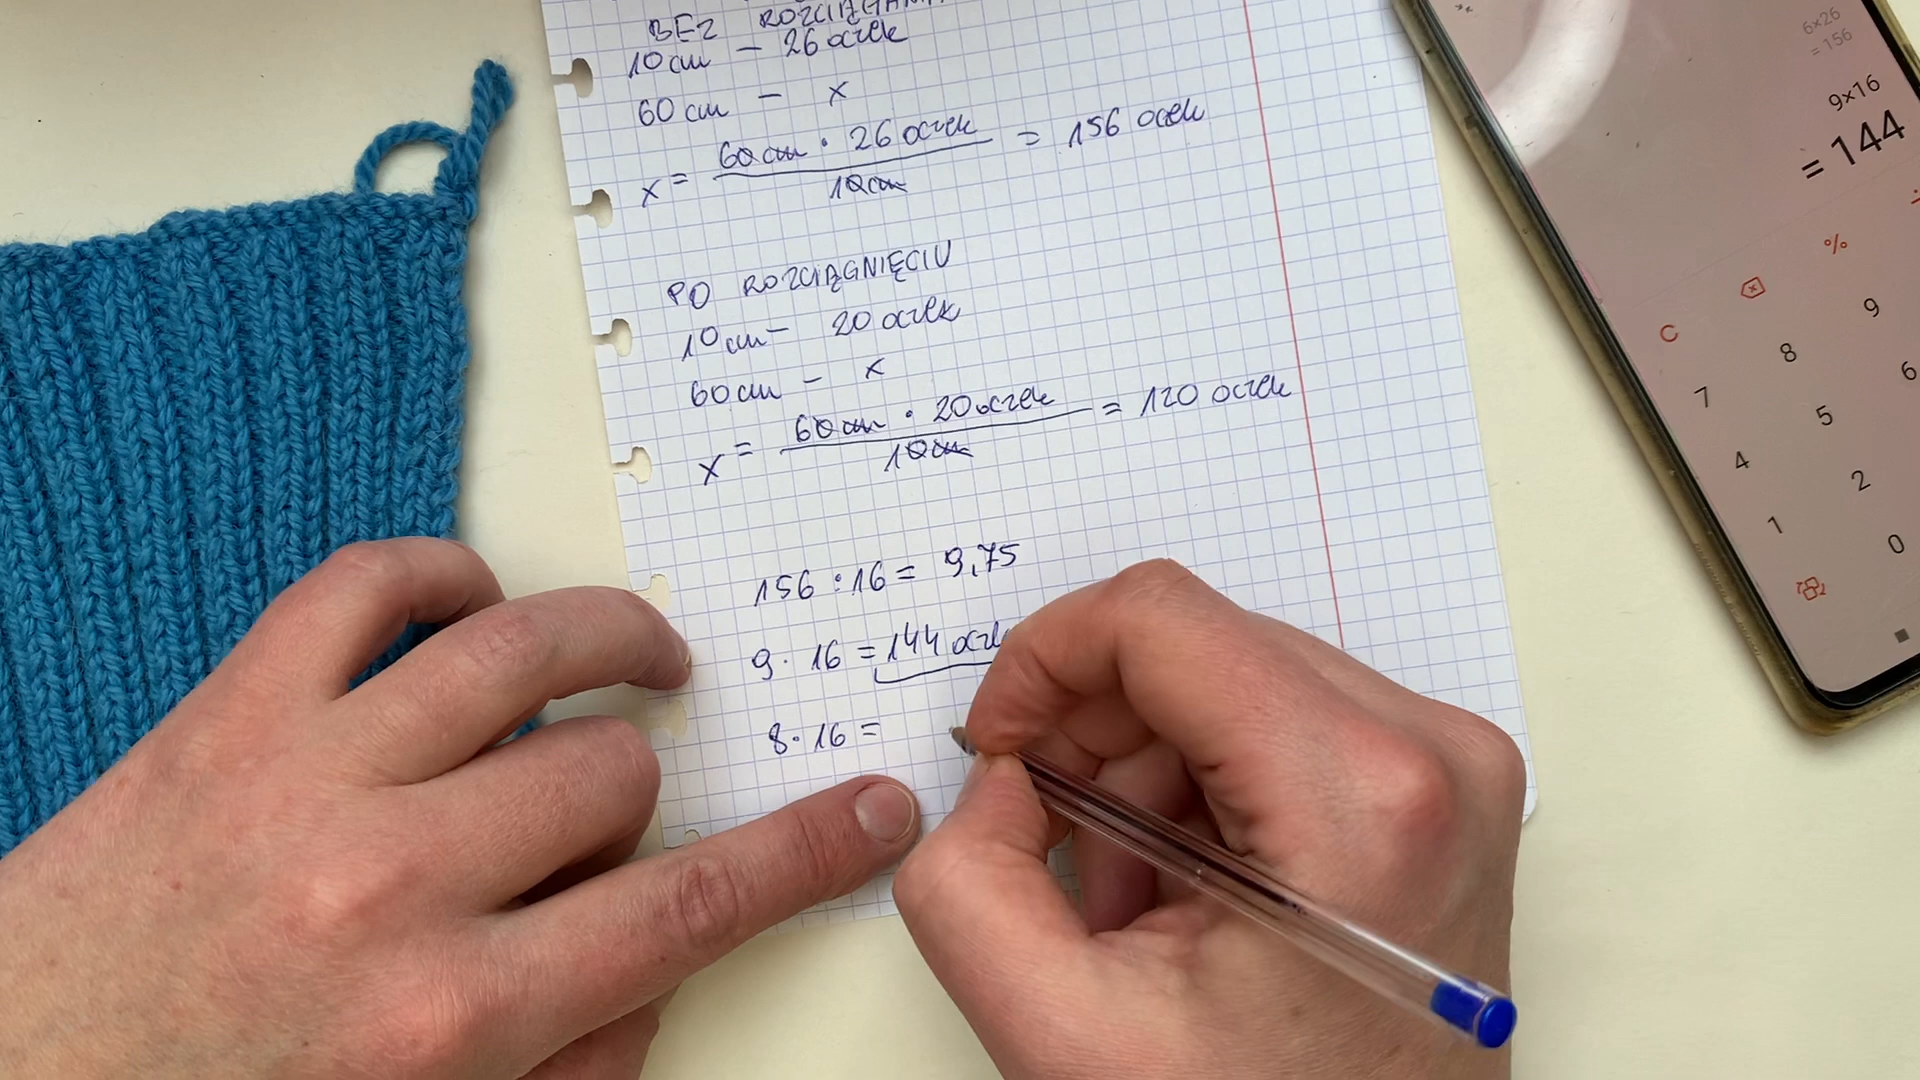 BEZ ROZCIĄGANIA
10 cm – 26 oczek
60 cm – x
x = 60 cm · 26 oczek / 10 cm = 156 oczek
PO ROZCIĄGNIĘCIU
10 cm – 20 oczek
60 cm – x
x = 60 cm · 20 oczek / 10 cm = 120 oczek
156 : 16 = 9,75
9 · 16 = 144
8 · 16 =
6×26
= 156
9×16
= 144
%
C
7 8 9
4 5 6
1 2
0